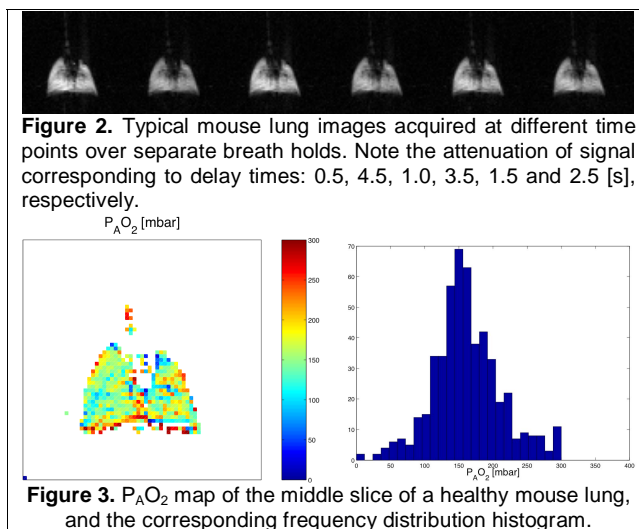 Figure 2. Typical mouse lung images acquired at different time
points over separate breath holds. Note the attenuation of signal
corresponding to delay times: 0.5, 4.5, 1.0, 3.5, 1.5 and 2.5 [s],
respectively.
PAO2 [mbar]
300
250
200
150
100
50
0
70
60
50
40
30
20
10
0
0 50 100 150 200 250 300 350 400
PAO2 [mbar]
Figure 3. PAO2 map of the middle slice of a healthy mouse lung,
and the corresponding frequency distribution histogram.